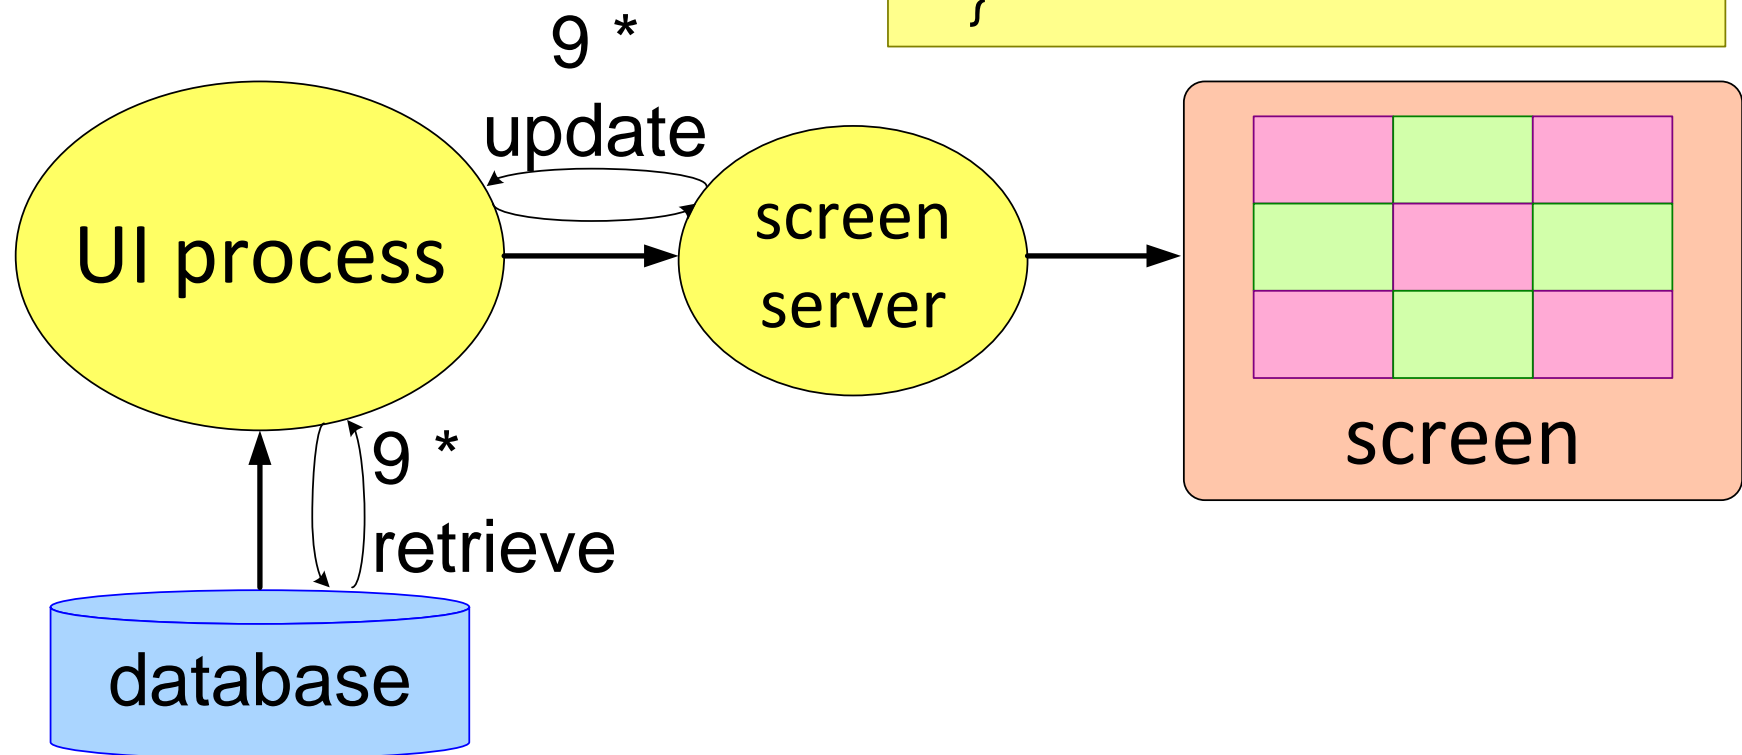 }
9 *
update
UI process
screen
server
screen
9 *
retrieve
database